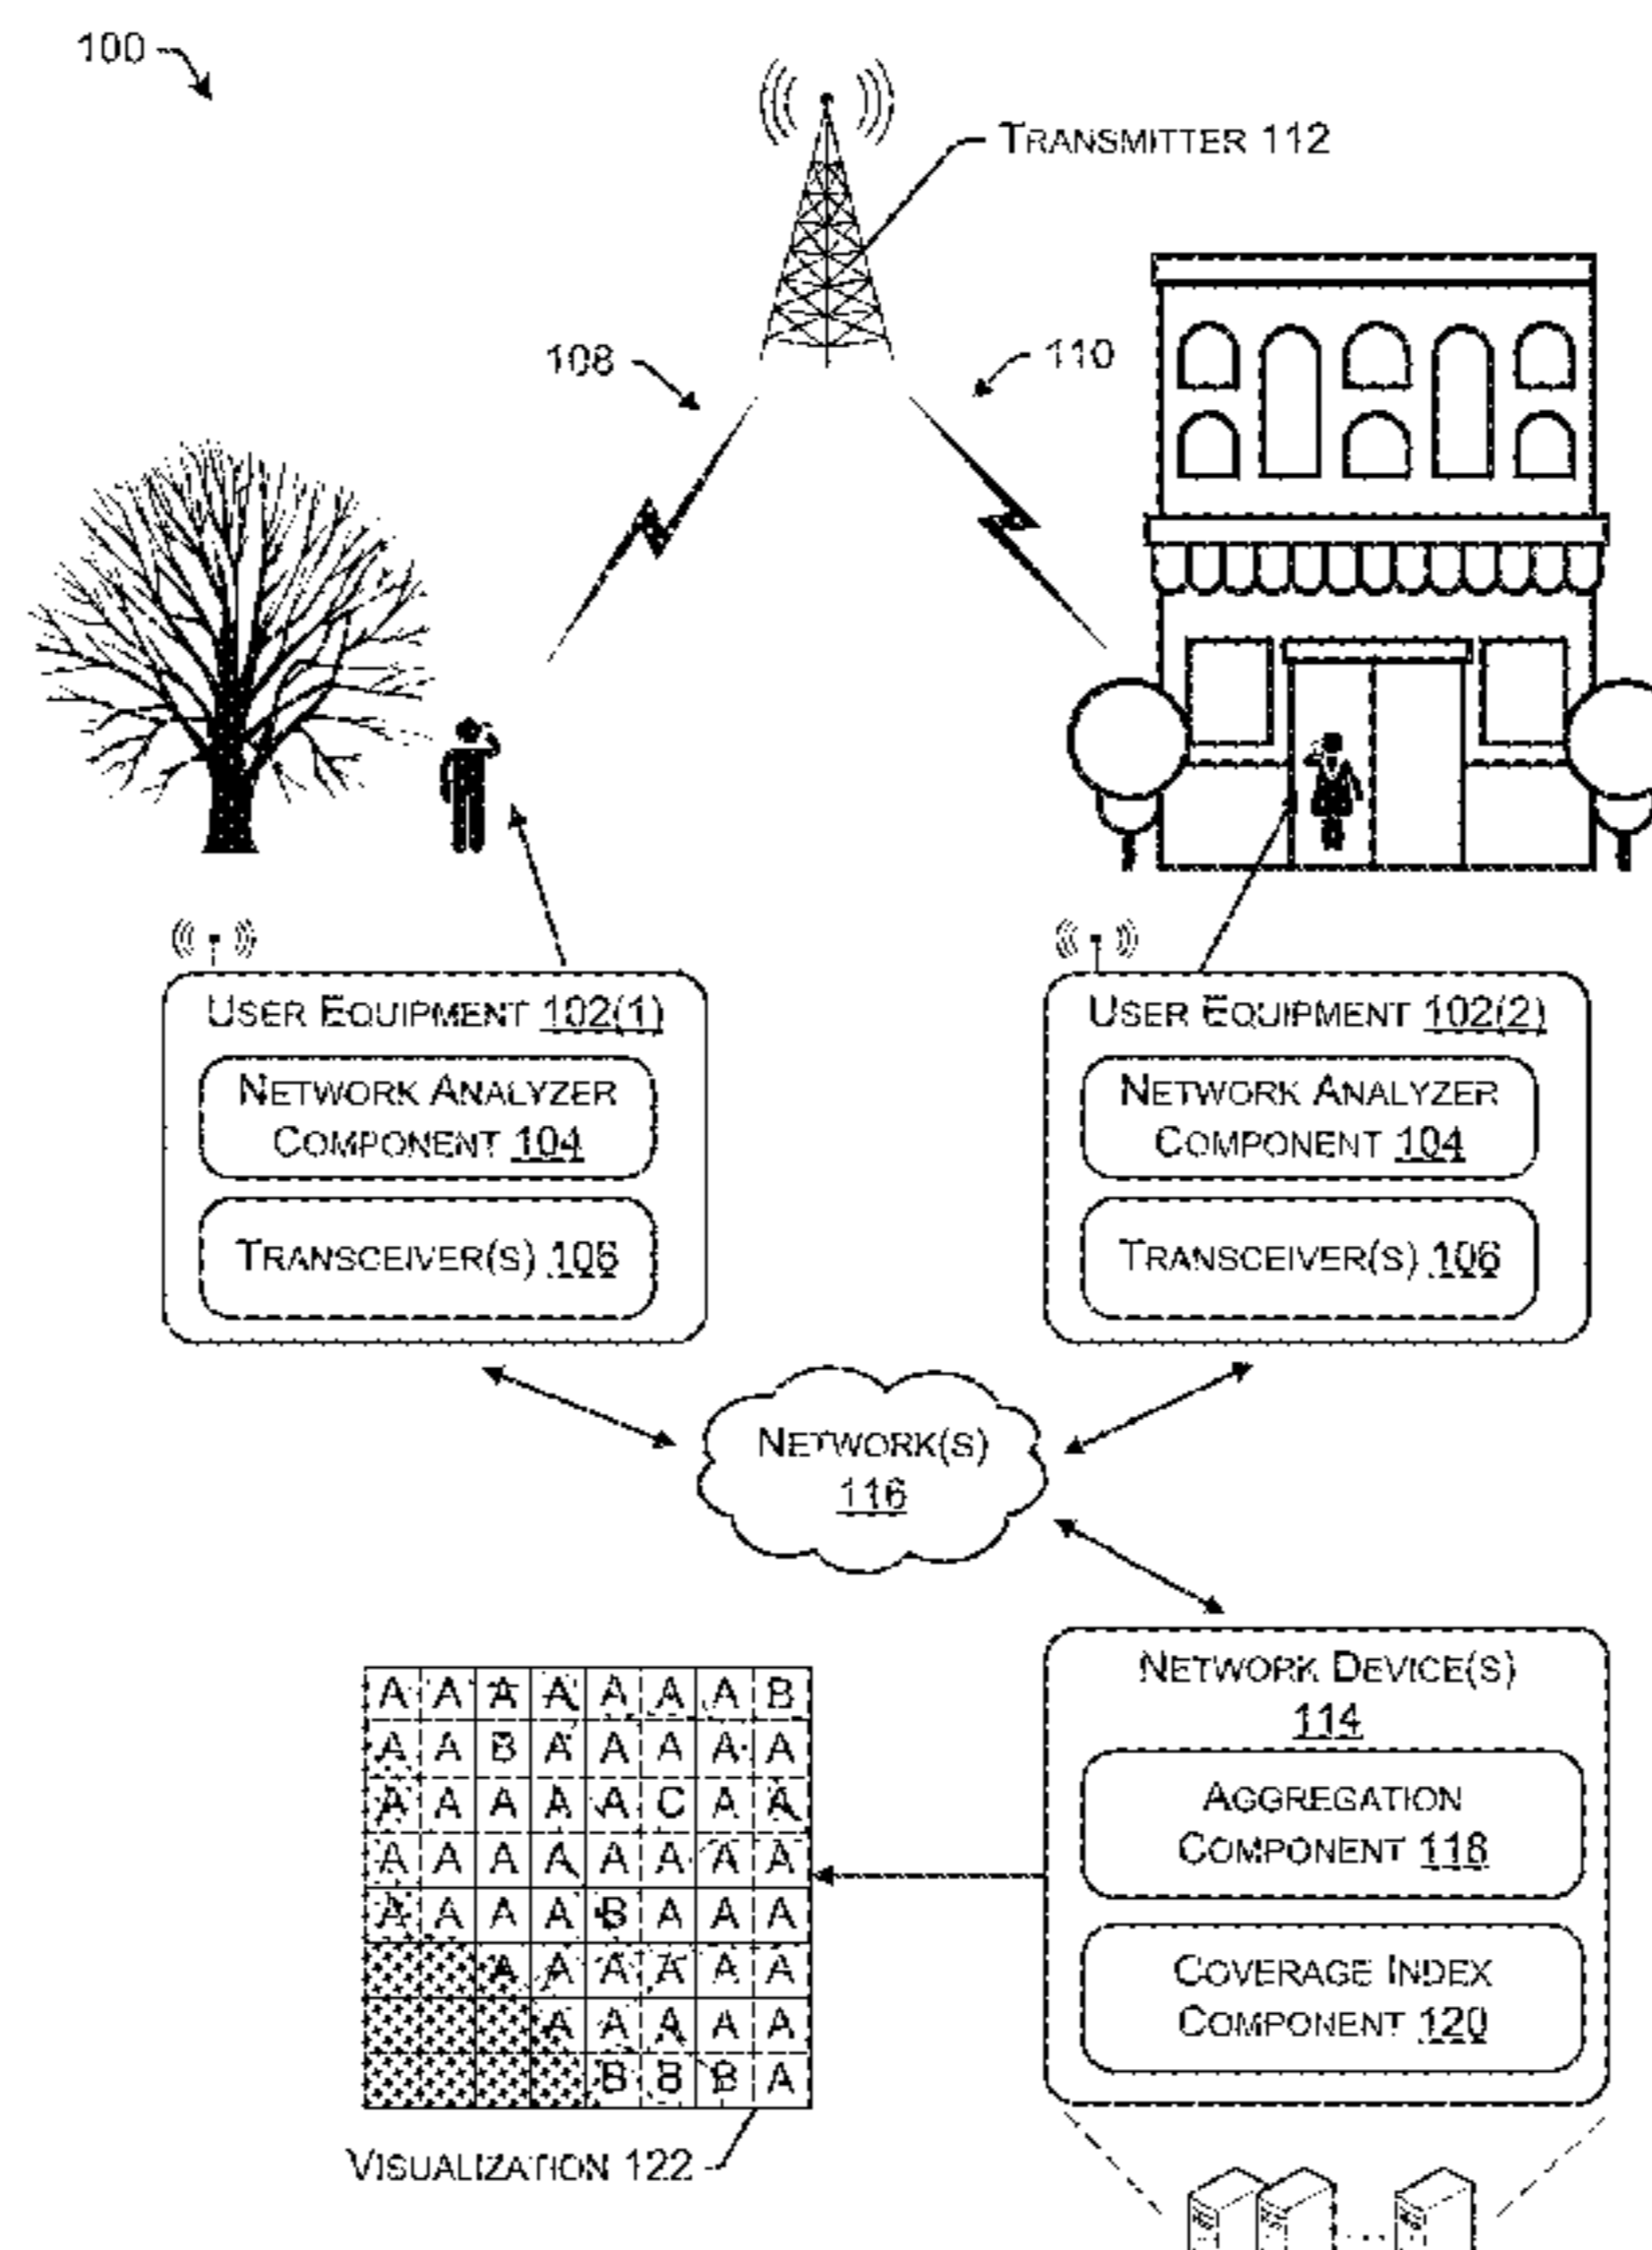 100
TRANSMITTER 112
108
110
USER EQUIPMENT 102(1)
NETWORK ANALYZER
COMPONENT 104
TRANSCEIVER(S) 106
USER EQUIPMENT 102(2)
NETWORK ANALYZER
COMPONENT 104
TRANSCEIVER(S) 106
NETWORK(S)
116
NETWORK DEVICE(S)
114
AGGREGATION
COMPONENT 118
COVERAGE INDEX
COMPONENT 120
A A A A A A A B
A A B A A A A A
A A A A A C A A
A A A A A A A A
A A A A B A A A
A A A A A A
A A A A A
B B B A
VISUALIZATION 122